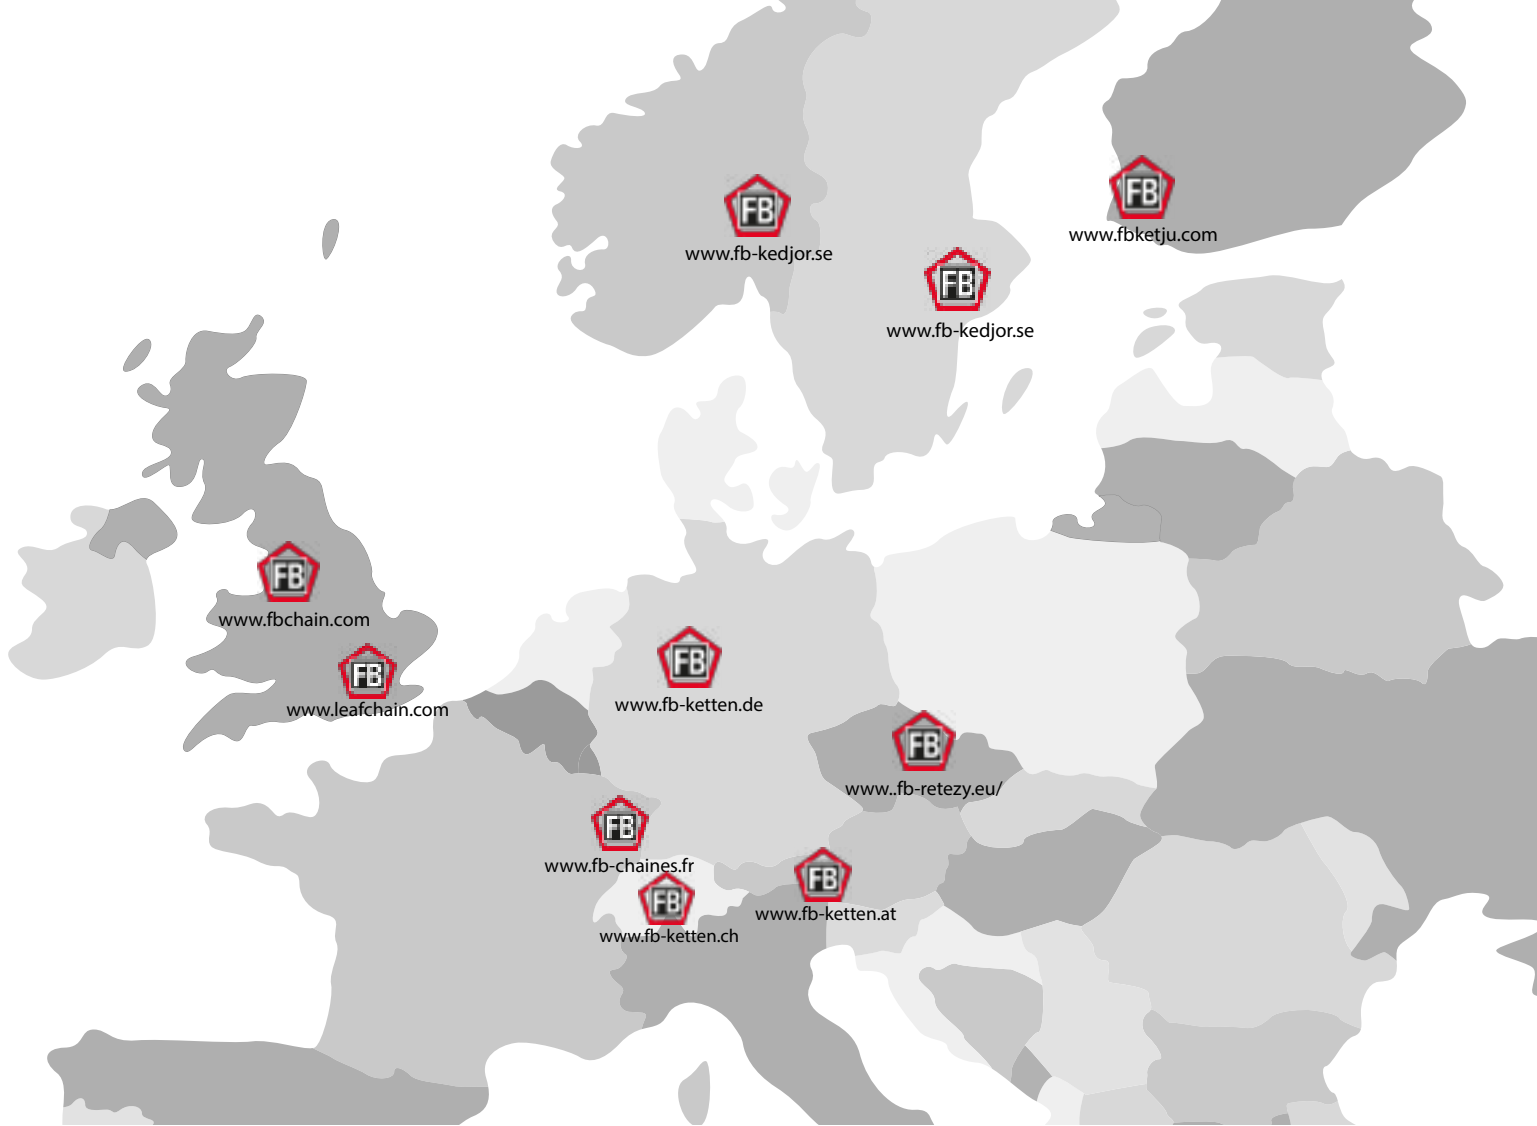 FB
www.fbketju.com
FB
www.fb-kedjor.se
FB
www.fb-kedjor.se
FB
www.fbchain.com
FB
www.leafchain.com
FB
www.fb-ketten.de
FB
www..fb-retezy.eu/
FB
www.fb-chaines.fr
FB
www.fb-ketten.at
FB
www.fb-ketten.ch